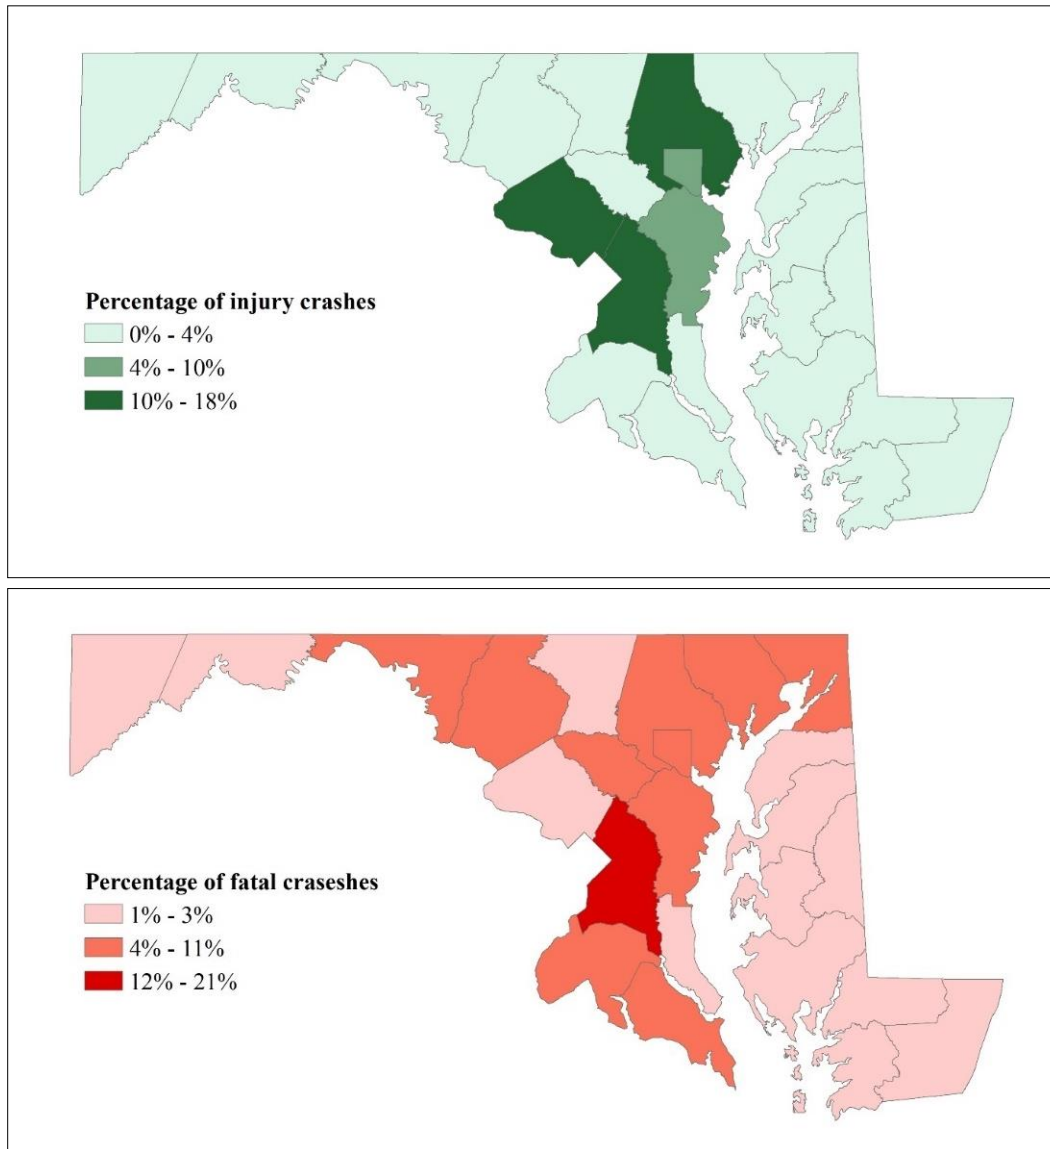 Percentage of injury crashes
0% - 4%
4% - 10%
10% - 18%
Percentage of fatal craseshes
1% - 3%
4% - 11%
12% - 21%